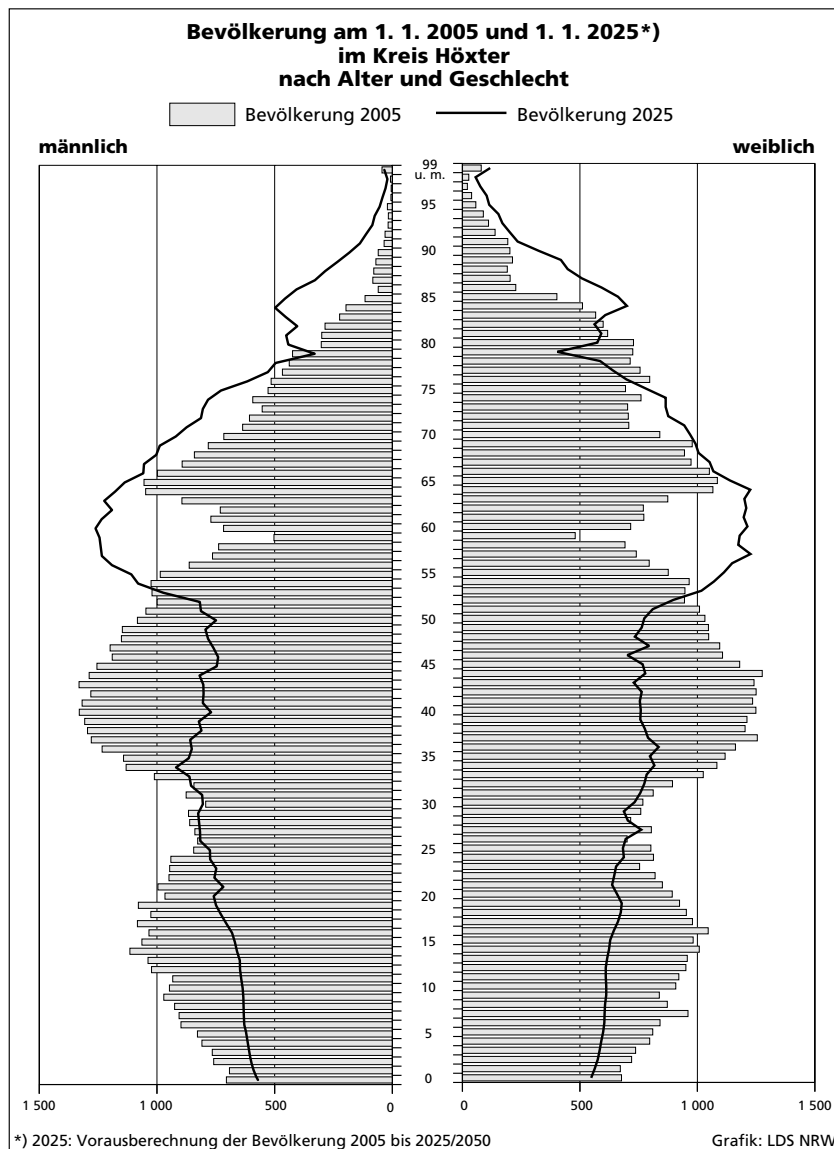 Bevölkerung am 1. 1. 2005 und 1. 1. 2025*)
im Kreis Höxter
nach Alter und Geschlecht
Bevölkerung 2005
Bevölkerung 2025
männlich
weiblich
99
u. m.
95
90
85
80
75
70
65
60
55
50
45
40
35
30
25
20
15
10
5
0
1 500
1 000
500
0
0
500
1 000
1 500
*) 2025: Vorausberechnung der Bevölkerung 2005 bis 2025/2050
Grafik: LDS NRW